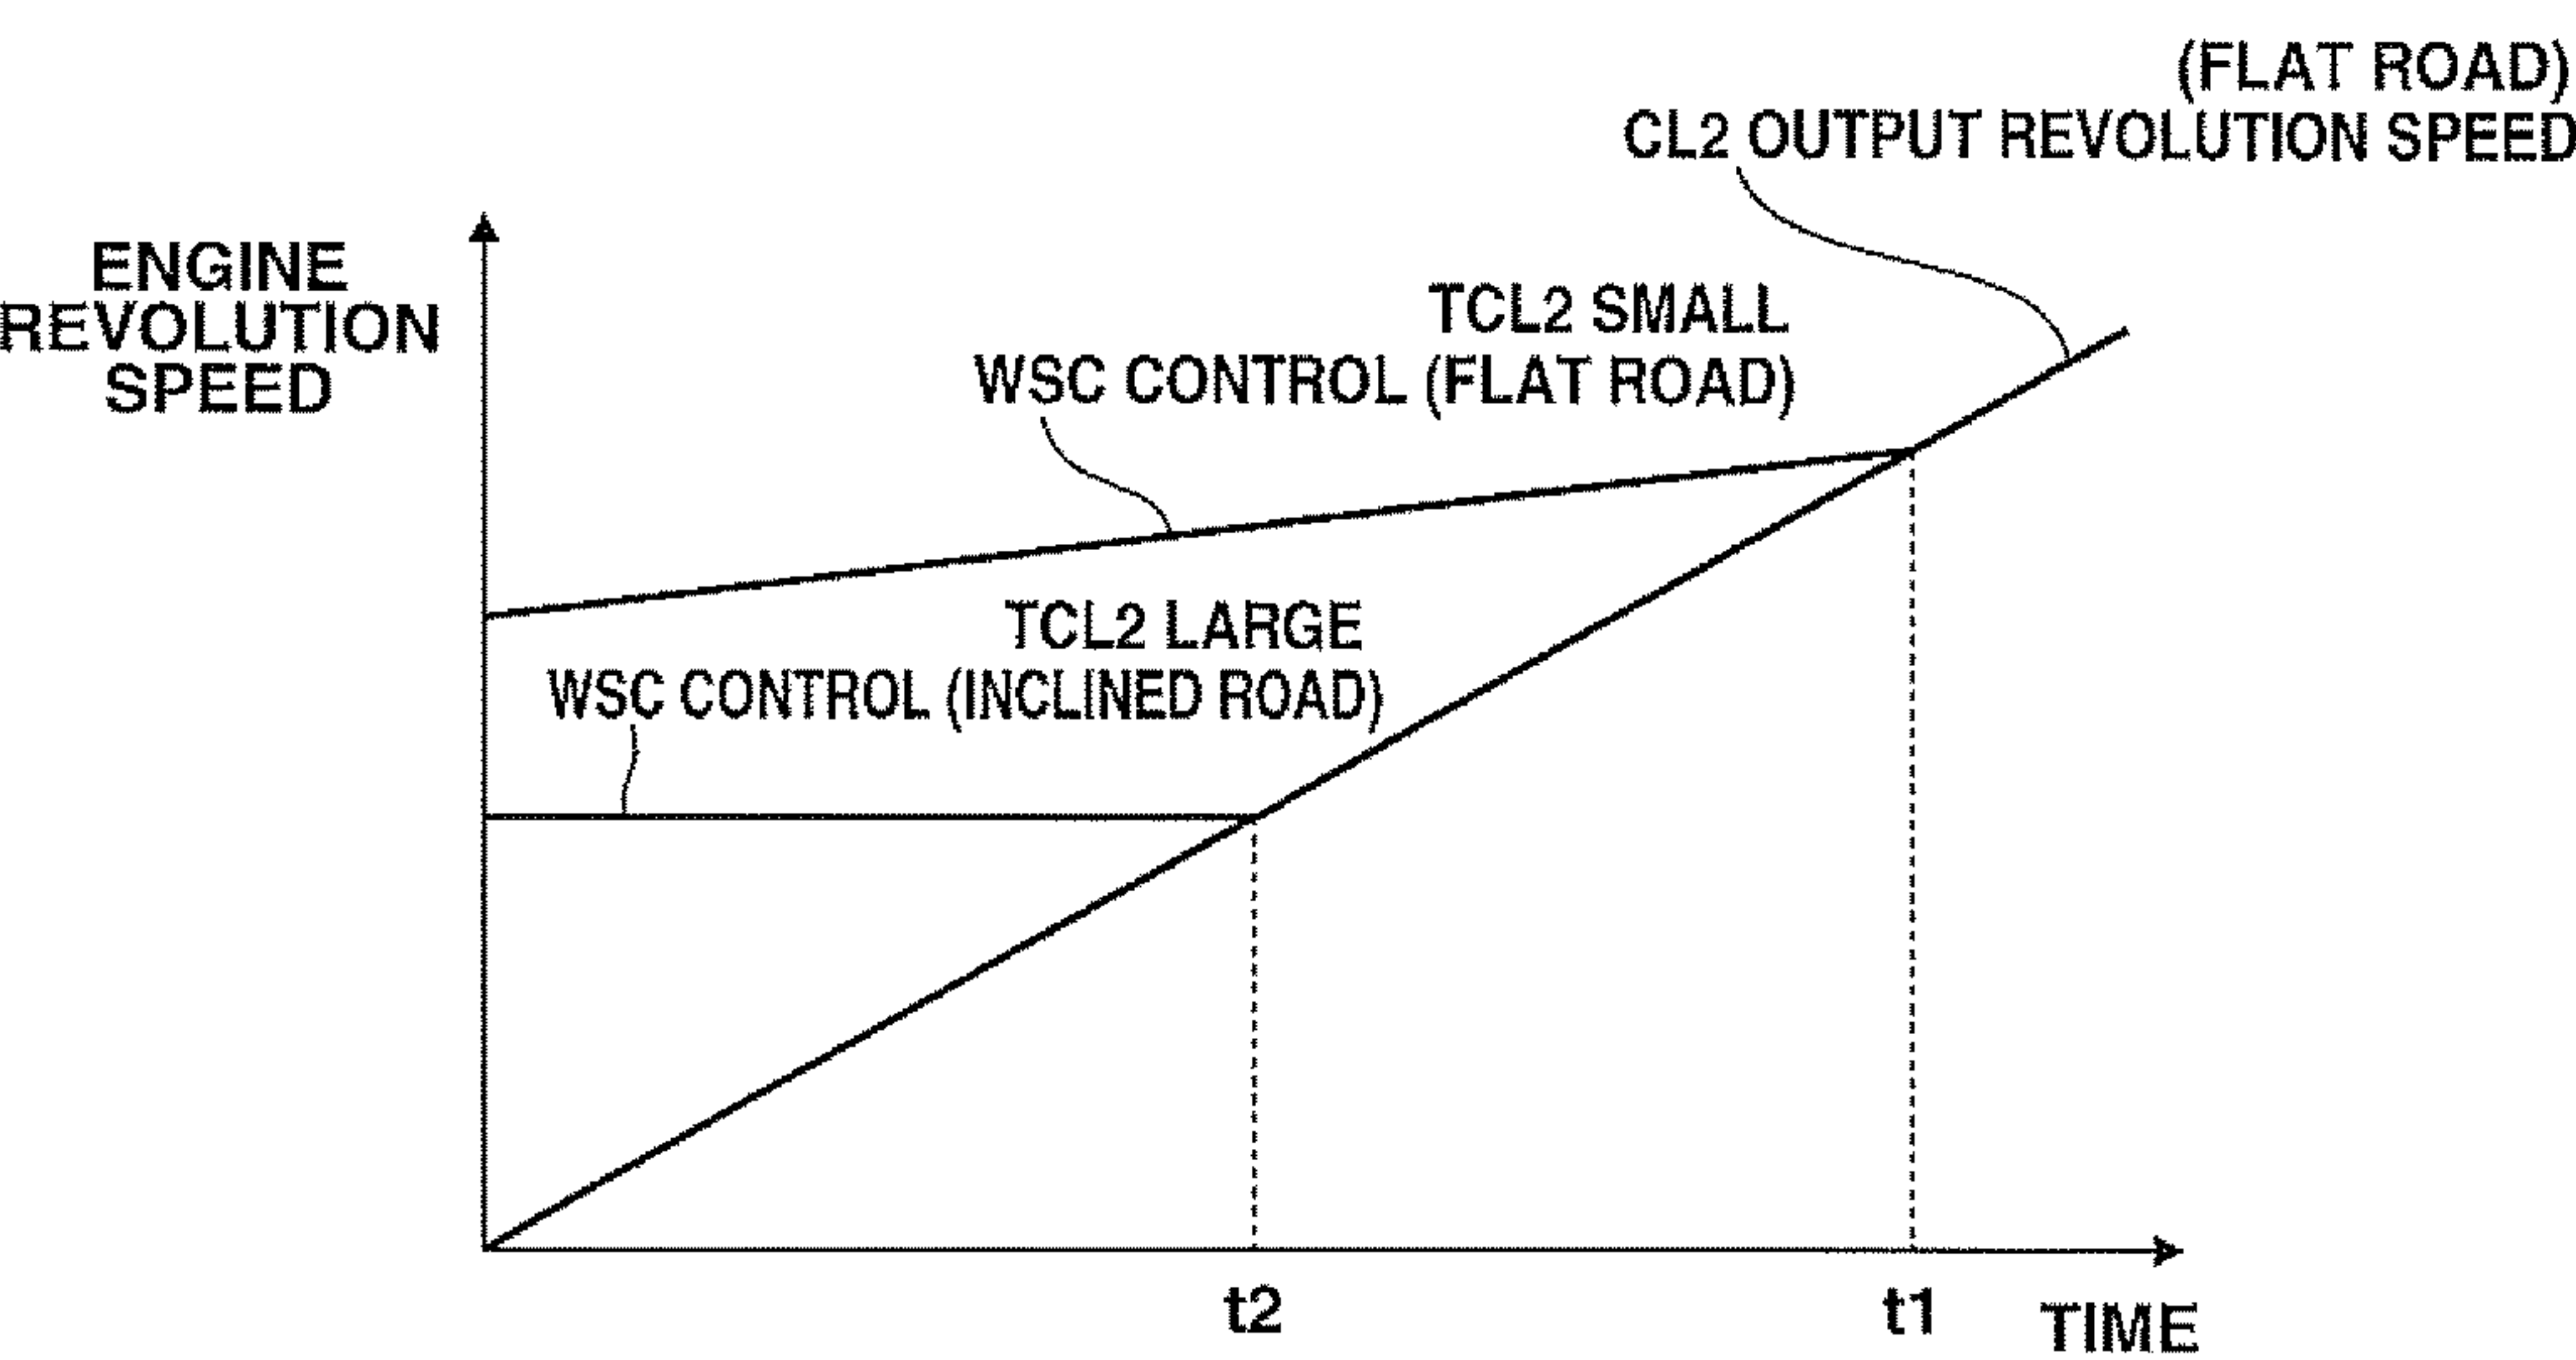 (FLAT ROAD)
CL2 OUTPUT REVOLUTION SPEED
ENGINE
REVOLUTION
SPEED
TCL2 SMALL
WSC CONTROL (FLAT ROAD)
TCL2 LARGE
WSC CONTROL (INCLINED ROAD)
t2
t1
TIME